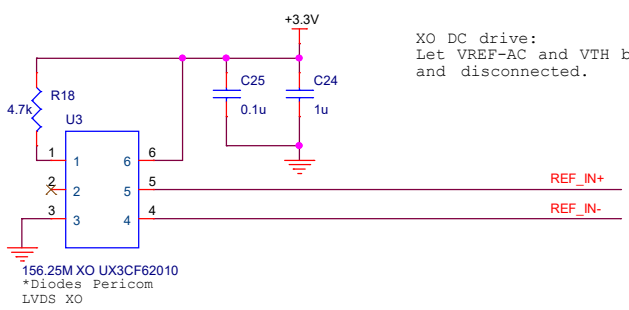 +3.3V
XO DC drive:
Let VREF-AC and VTH b
and disconnected.
R18
4.7k
C25
0.1u
C24
1u
U3
1 1 6 6
2 2 5 5 REF_IN+
3 3 4 4 REF_IN-
156.25M XO UX3CF62010
*Diodes Pericom
LVDS XO